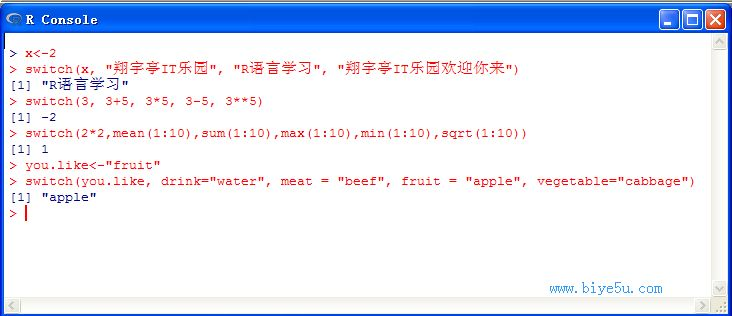 R Console
> x<-2
> switch(x, "翔宇亭IT乐园", "R语言学习", "翔宇亭IT乐园欢迎你来")
[1] "R语言学习"
> switch(3, 3+5, 3*5, 3-5, 3**5)
[1] -2
> switch(2*2,mean(1:10),sum(1:10),max(1:10),min(1:10),sqrt(1:10))
[1] 1
> you.like<-"fruit"
> switch(you.like, drink="water", meat = "beef", fruit = "apple", vegetable="cabbage")
[1] "apple"
>
www.biye5u.com